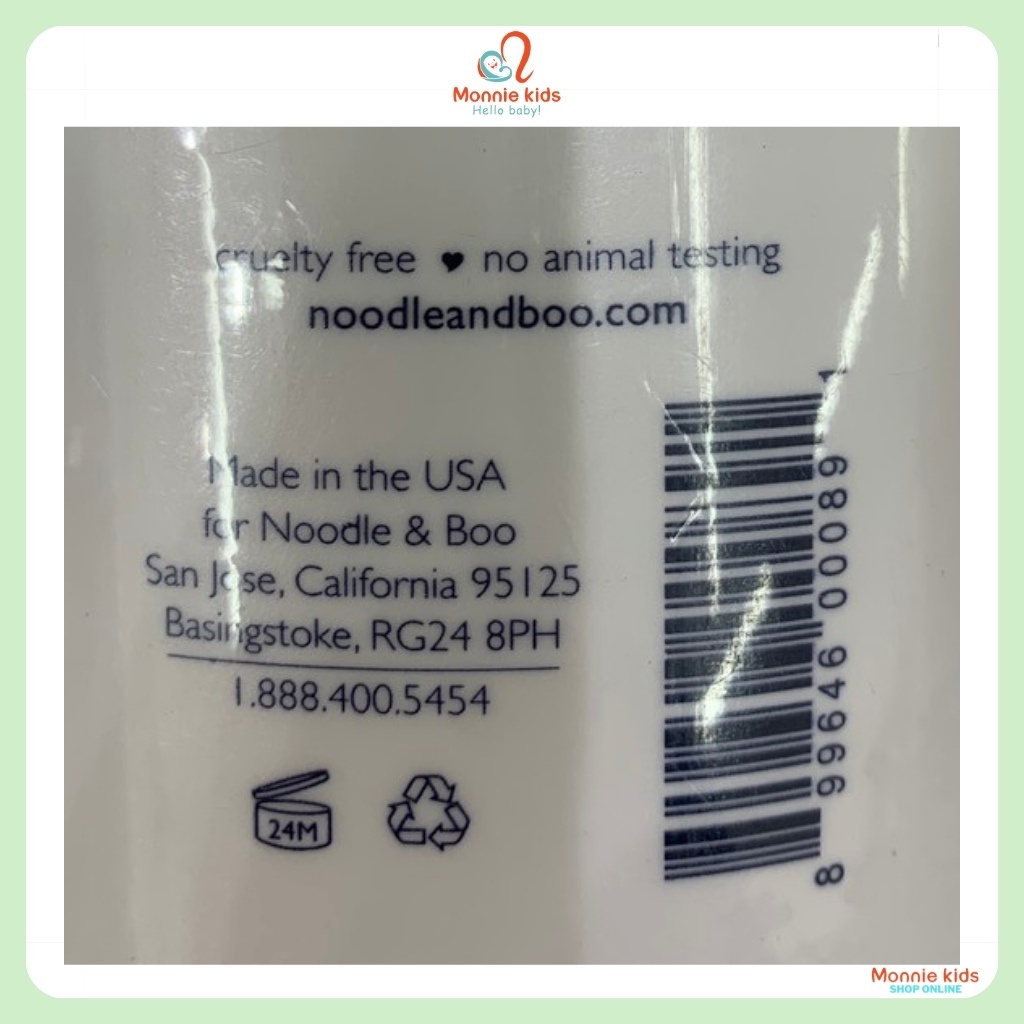 Monnie kids
Hello baby!
cruelty free ♥ no animal testing
noodleandboo.com
Made in the USA
for Noodle & Boo
San Jose, California 95125
Basingstoke, RG24 8PH
1.888.400.5454
24M
8 99646 00089 1
Monnie kids
SHOP ONLINE